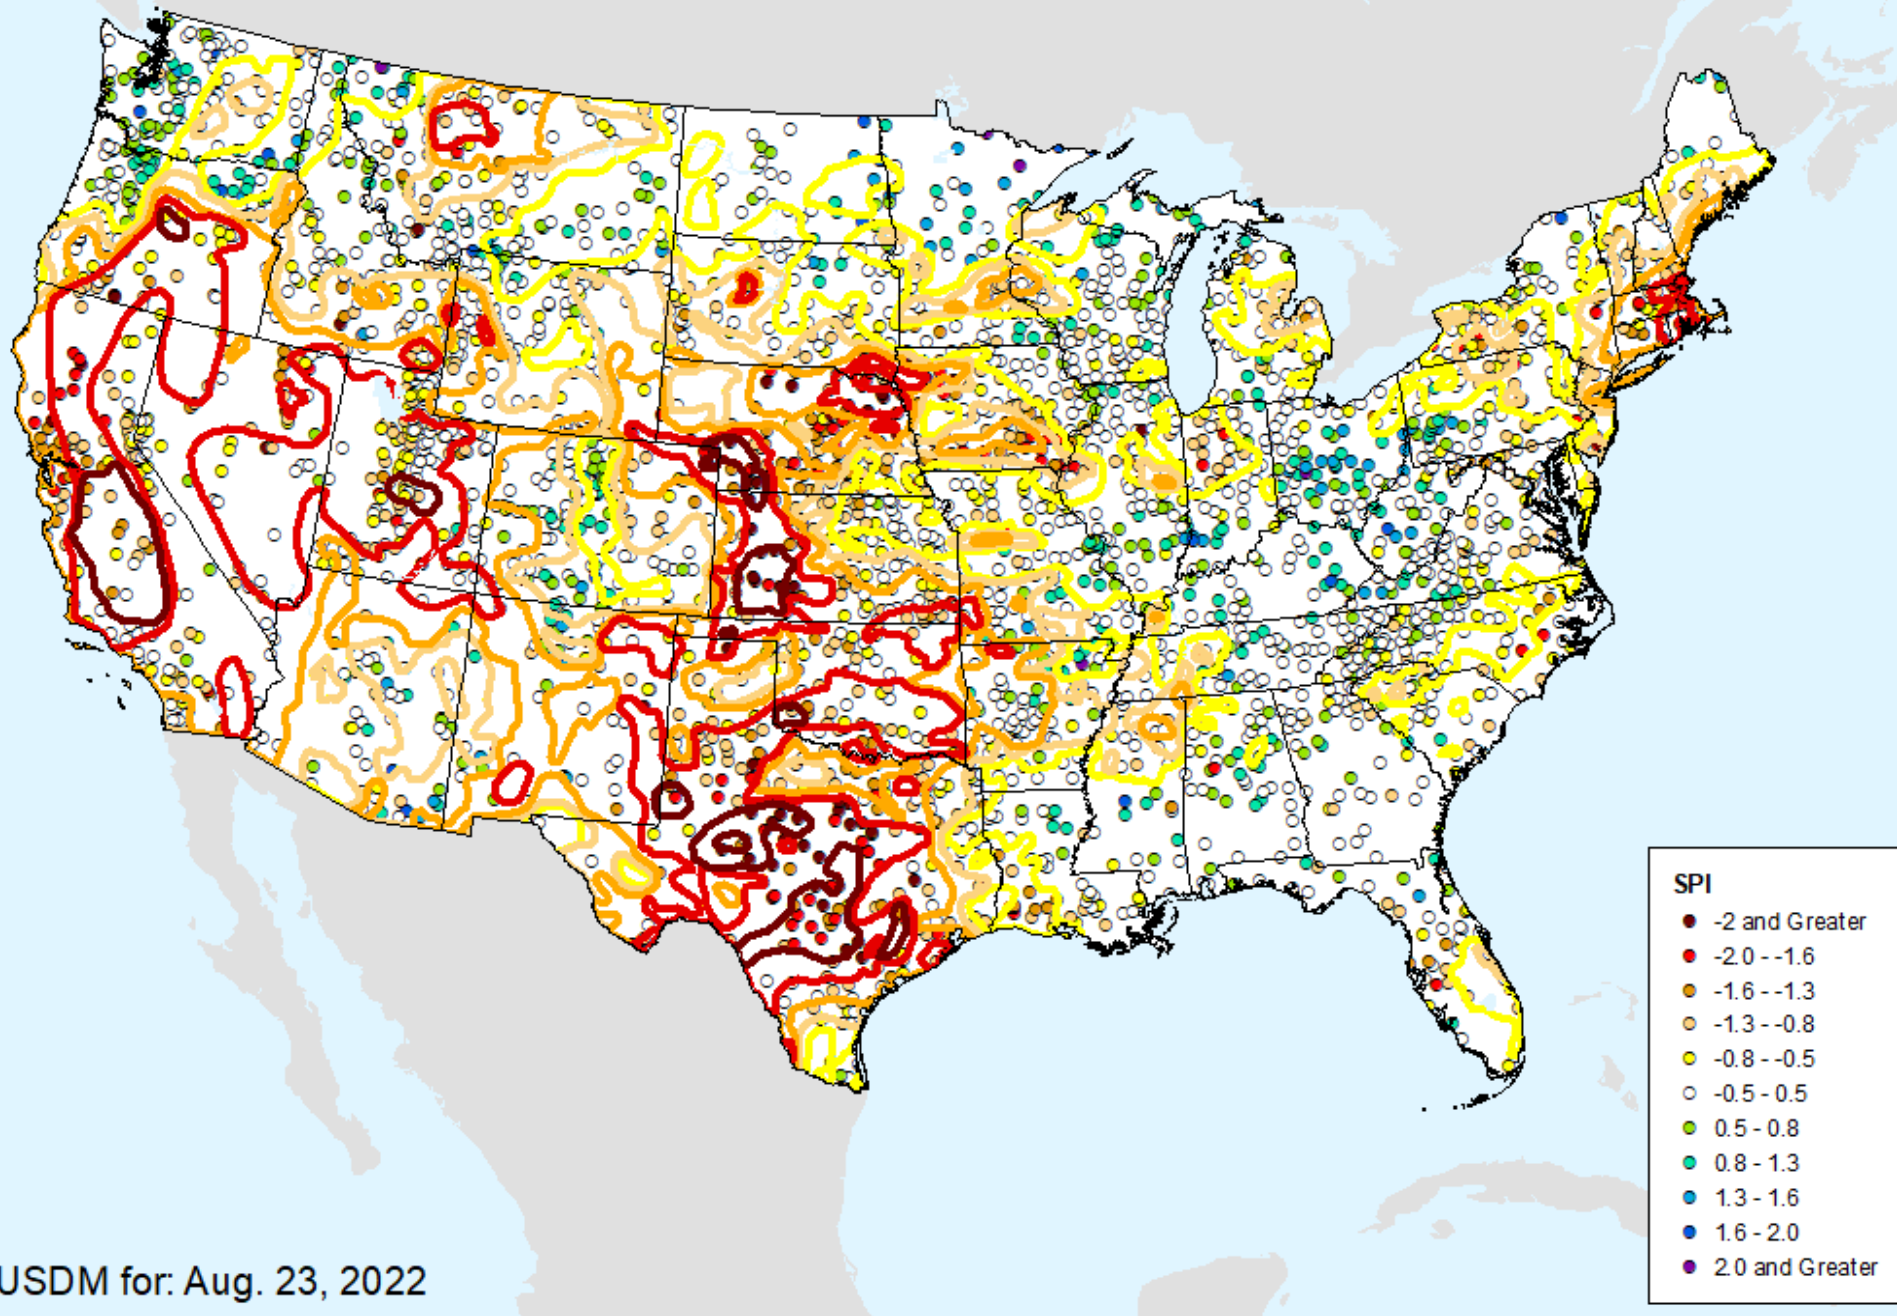 SPI
-2 and Greater
-2.0 - -1.6
-1.6 - -1.3
-1.3 - -0.8
-0.8 - -0.5
-0.5 - 0.5
0.5 - 0.8
0.8 - 1.3
1.3 - 1.6
1.6 - 2.0
2.0 and Greater
USDM for: Aug. 23, 2022